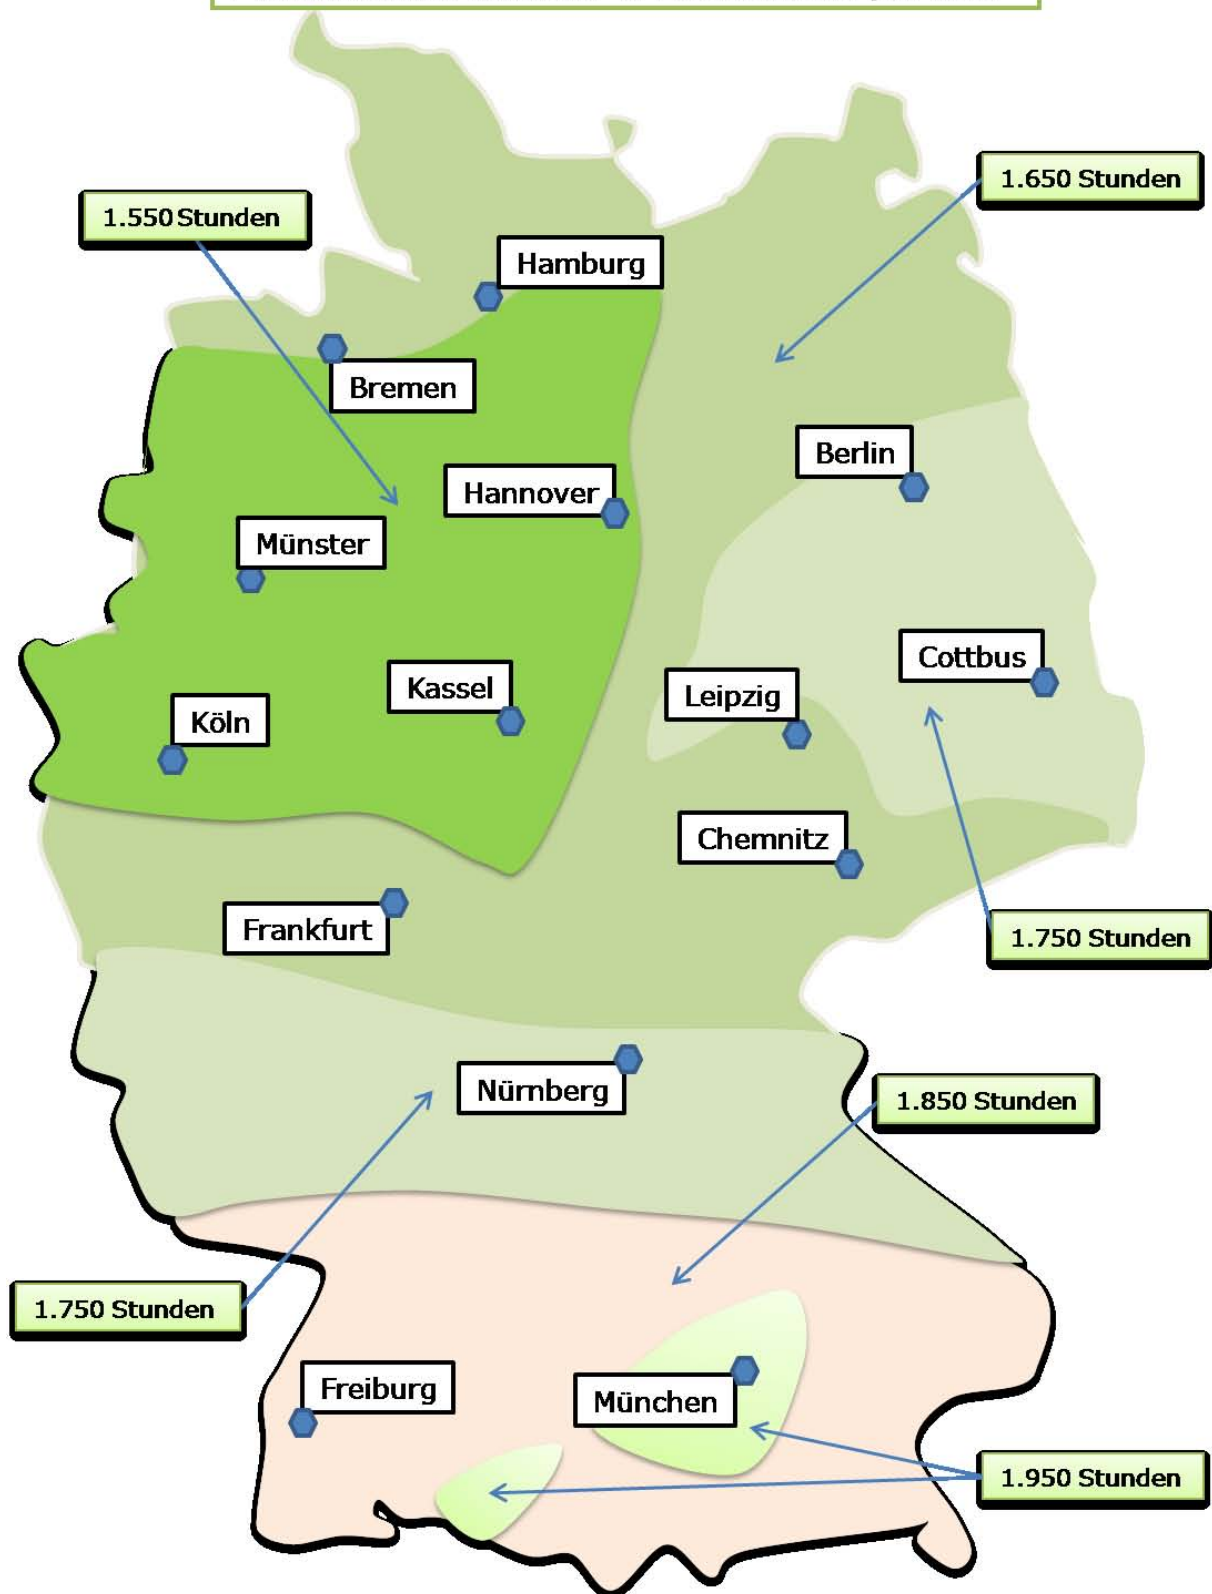 1.650 Stunden
1.550 Stunden
Hamburg
Bremen
Berlin
Hannover
Münster
Cottbus
Kassel
Leipzig
Köln
Chemnitz
Frankfurt
1.750 Stunden
Nürnberg
1.850 Stunden
1.750 Stunden
Freiburg
München
1.950 Stunden